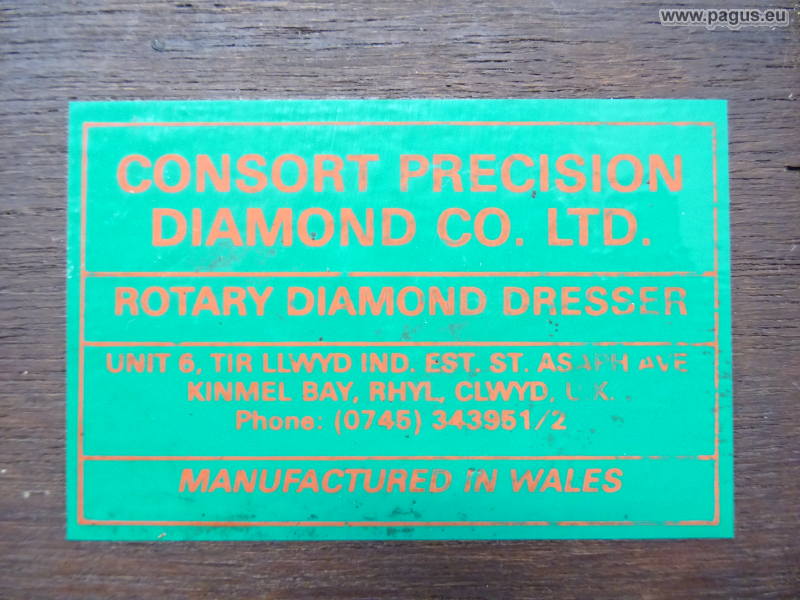 www.pagus.eu
CONSORT PRECISION
DIAMOND CO. LTD.
ROTARY DIAMOND DRESSER
UNIT 6, TIR LLWYD IND. EST. ST. ASAPH AVE
KINMEL BAY, RHYL, CLWYD, U.K.
Phone: (0745) 343951/2
MANUFACTURED IN WALES